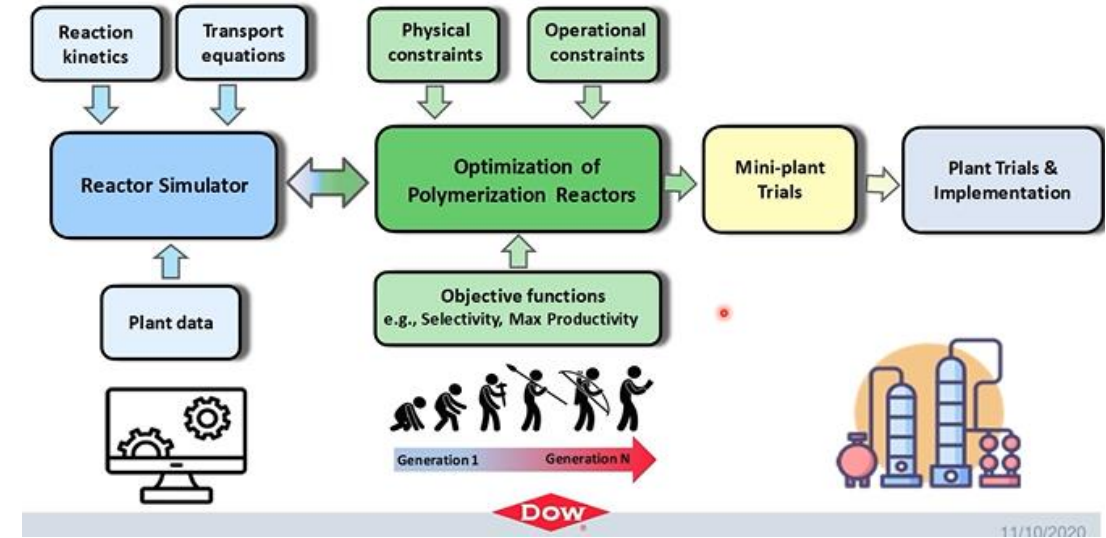 Reaction
kinetics
Transport
equations
Physical
constraints
Operational
constraints
Reactor Simulator
Optimization of
Polymerization Reactors
Mini-plant
Trials
Plant Trials &
Implementation
Plant data
Objective functions
e.g., Selectivity, Max Productivity
Generation 1
Generation N
DOW
11/10/2020